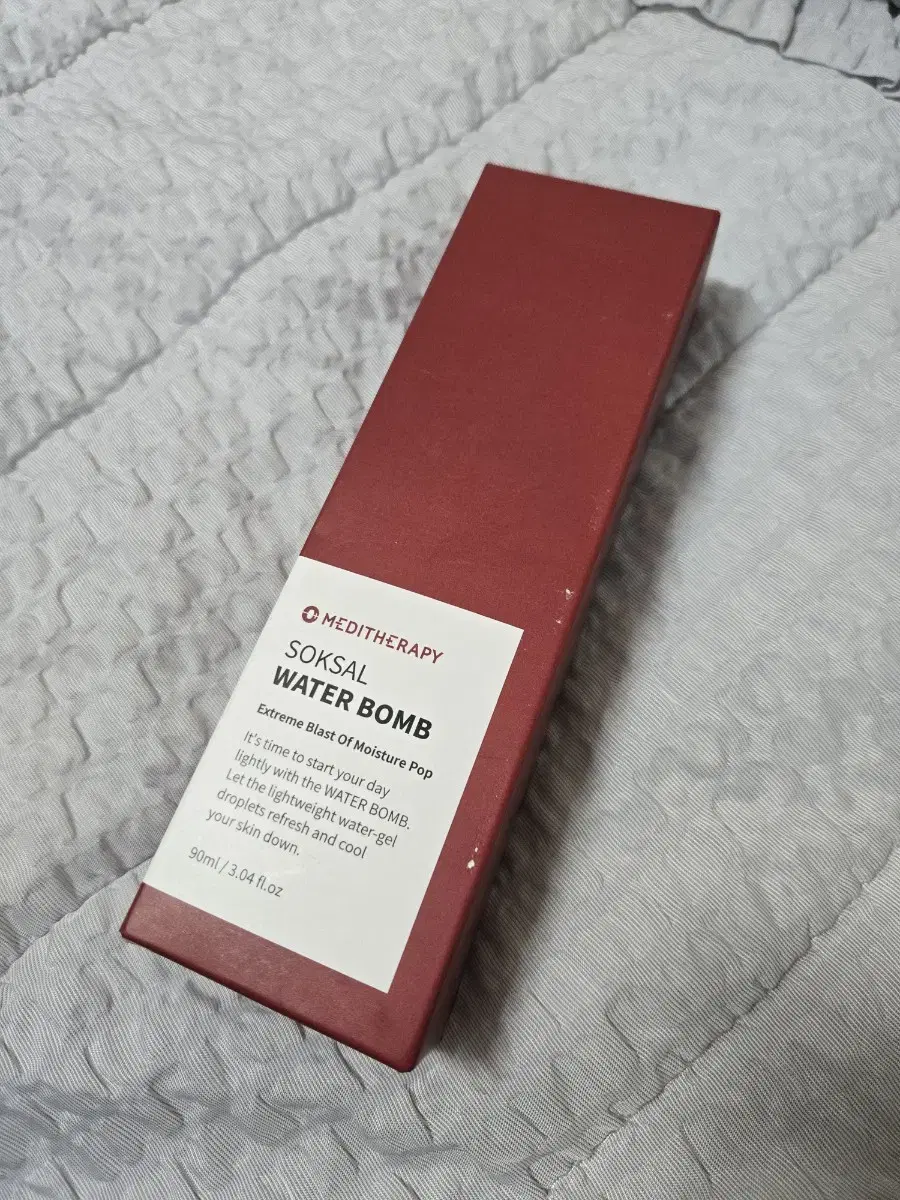 MEDITHERAPY
SOKSAL
WATER BOMB
Extreme Blast Of Moisture Pop
It's time to start your day
lightly with the WATER BOMB.
Let the lightweight water-gel
droplets refresh and cool
your skin down.
90ml / 3.04 fl.oz